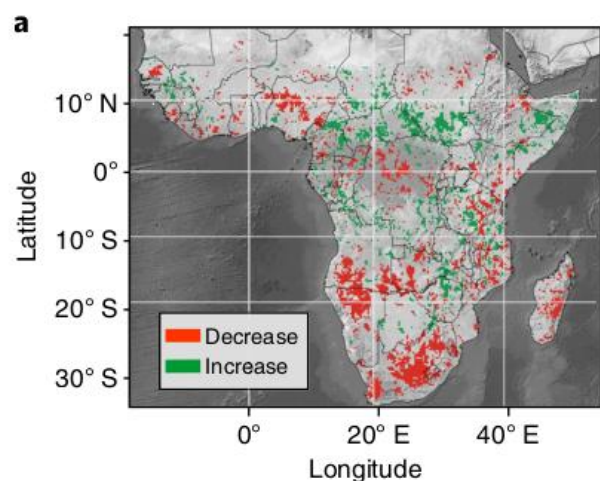 a
10° N
0°
10° S
20° S
30° S
Latitude
Decrease
Increase
0°
20° E
40° E
Longitude